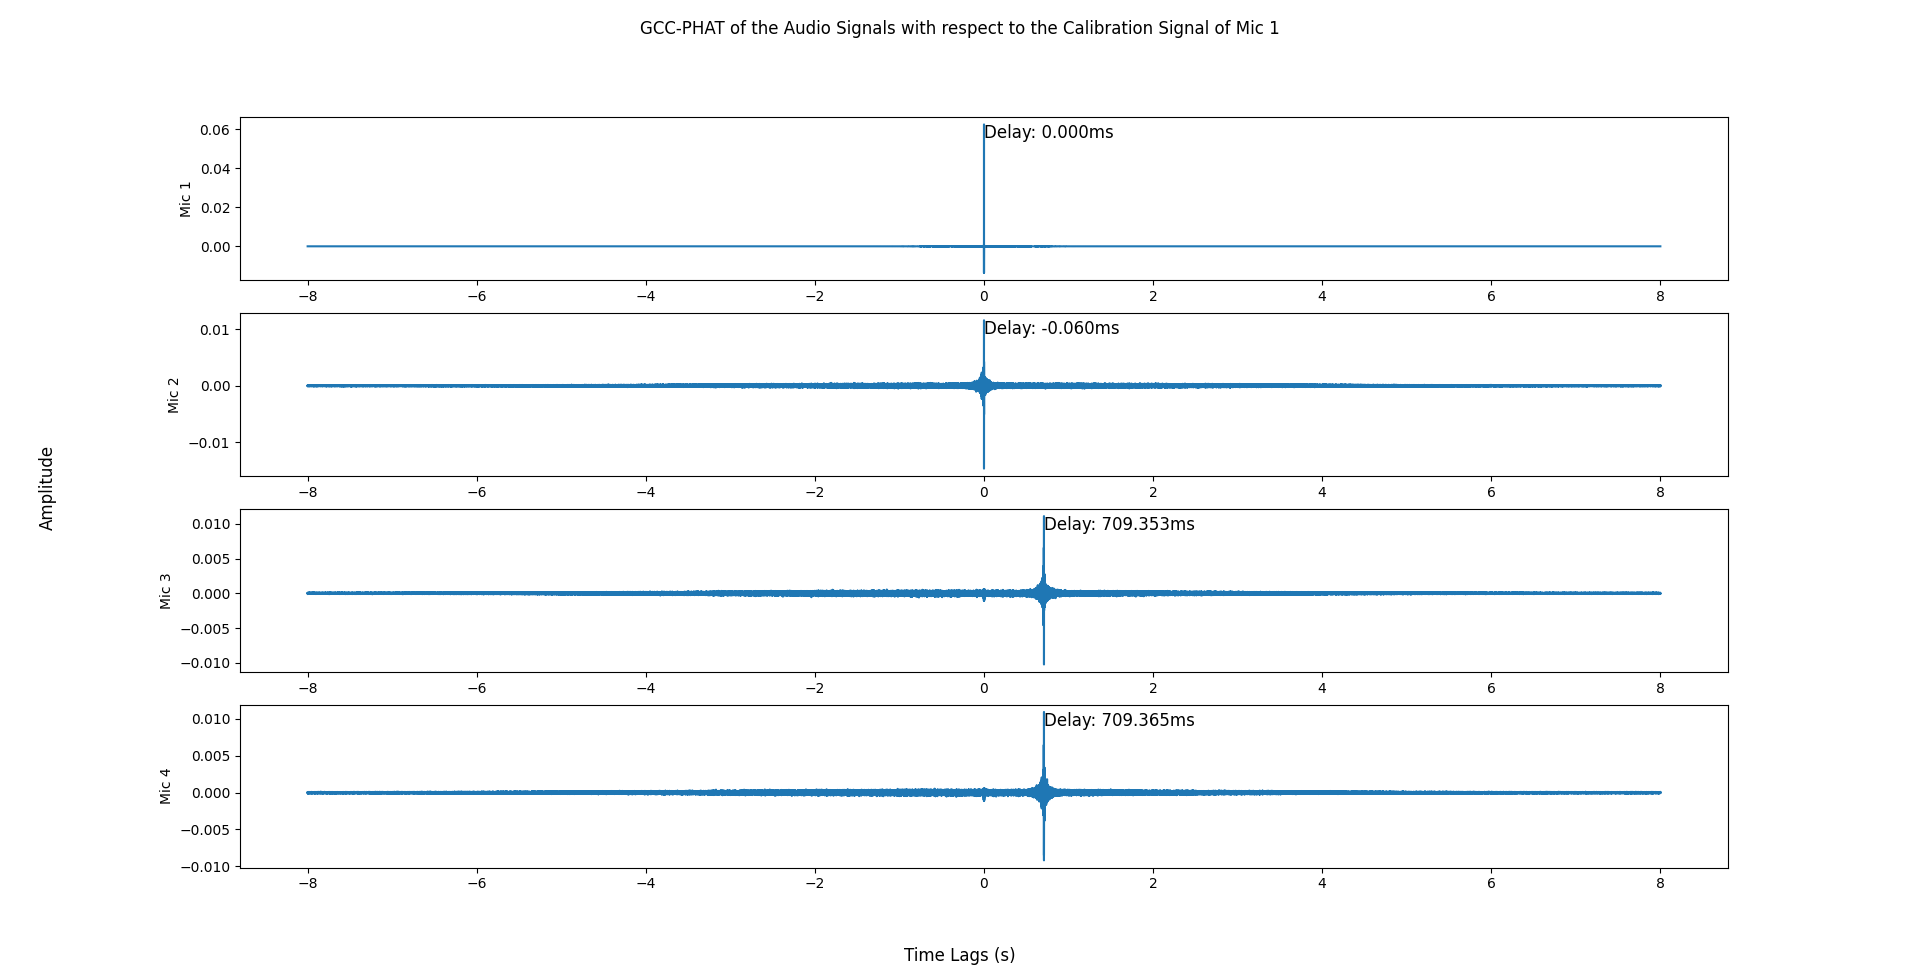 GCC-PHAT of the Audio Signals with respect to the Calibration Signal of Mic 1
Amplitude
Mic 1
0.06
0.04
0.02
0.00
Delay: 0.000ms
−8 −6 −4 −2 0 2 4 6 8
Mic 2
0.01
0.00
−0.01
Delay: -0.060ms
−8 −6 −4 −2 0 2 4 6 8
Mic 3
0.010
0.005
0.000
−0.005
−0.010
Delay: 709.353ms
−8 −6 −4 −2 0 2 4 6 8
Mic 4
0.010
0.005
0.000
−0.005
−0.010
Delay: 709.365ms
−8 −6 −4 −2 0 2 4 6 8
Time Lags (s)